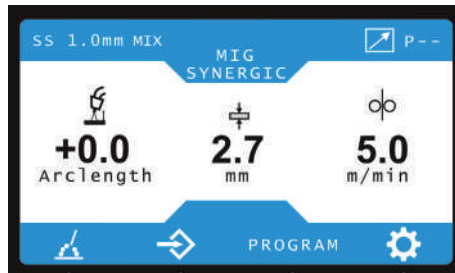 SS 1.0mm MIX
MIG
SYNERGIC
P--
+0.0
Arclength
2.7
mm
5.0
m/min
PROGRAM